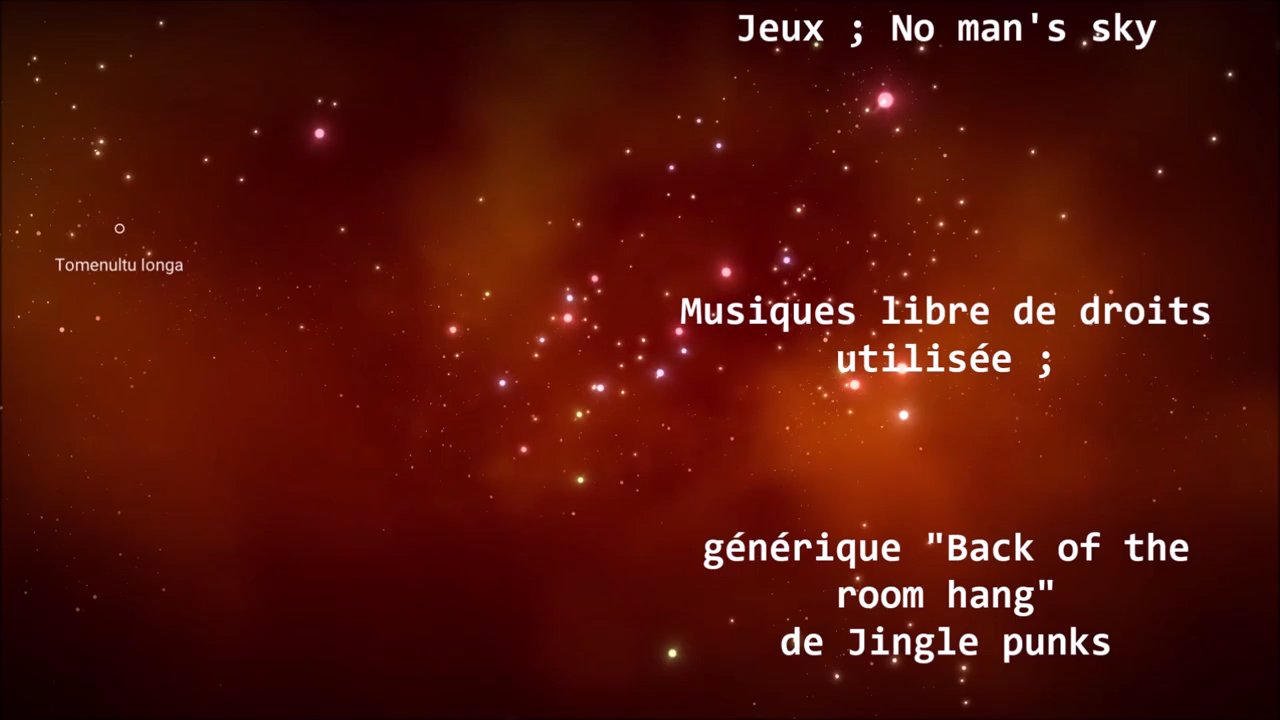 Jeux ; No man's sky
Tomenultu Ionga
Musiques libre de droits
utilisée ;
générique "Back of the
room hang"
de Jingle punks